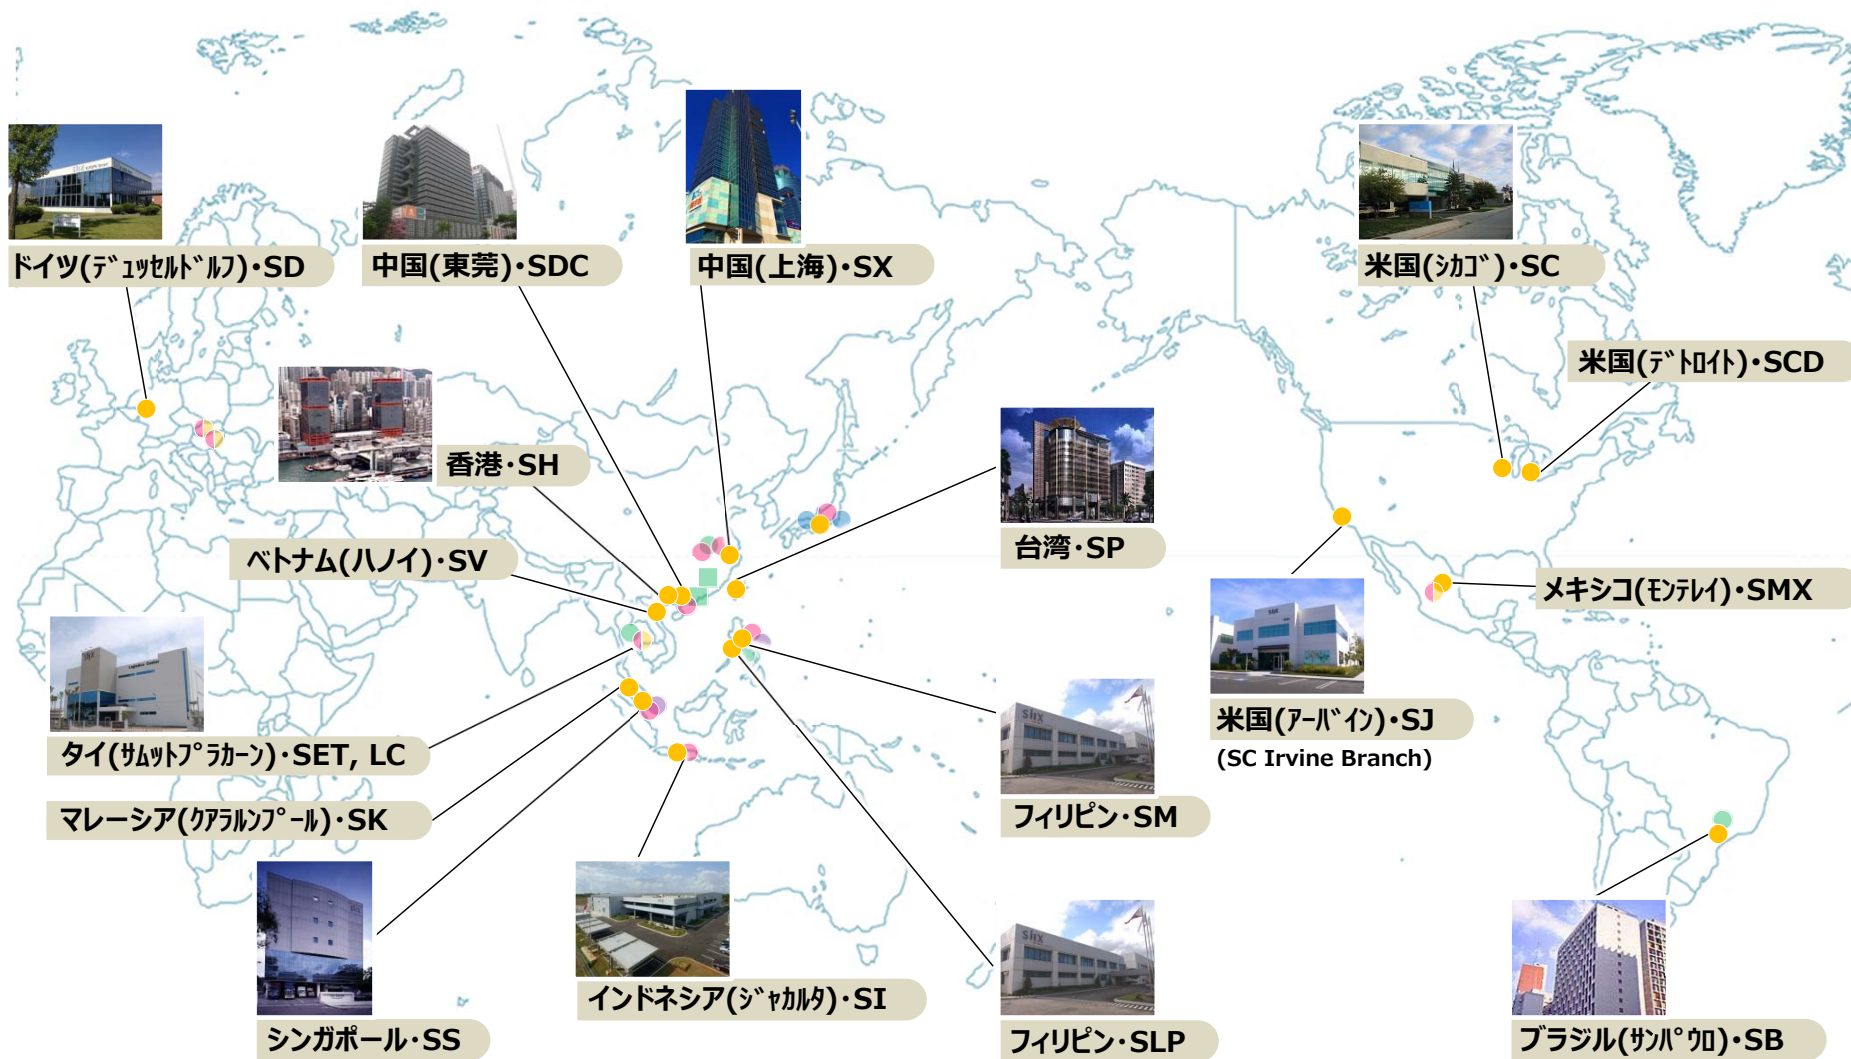 ドイツ(ﾃﾞｭｯｾﾙﾄﾞﾙﾌ)・SD
中国(東莞)・SDC
中国(上海)・SX
米国(ｼｶｺﾞ)・SC
米国(ﾃﾞﾄﾛｲﾄ)・SCD
香港・SH
台湾・SP
ベトナム(ハノイ)・SV
メキシコ(ﾓﾝﾃﾚｲ)・SMX
タイ(ｻﾑｯﾄﾌﾟﾗｶｰﾝ)・SET, LC
米国(ｱｰﾊﾞｲﾝ)・SJ
(SC Irvine Branch)
マレーシア(ｸｱﾗﾙﾝﾌﾟｰﾙ)・SK
SIIX
フィリピン・SM
インドネシア(ｼﾞｬｶﾙﾀ)・SI
シンガポール・SS
SIIX
フィリピン・SLP
ブラジル(ｻﾝﾊﾟｳﾛ)・SB